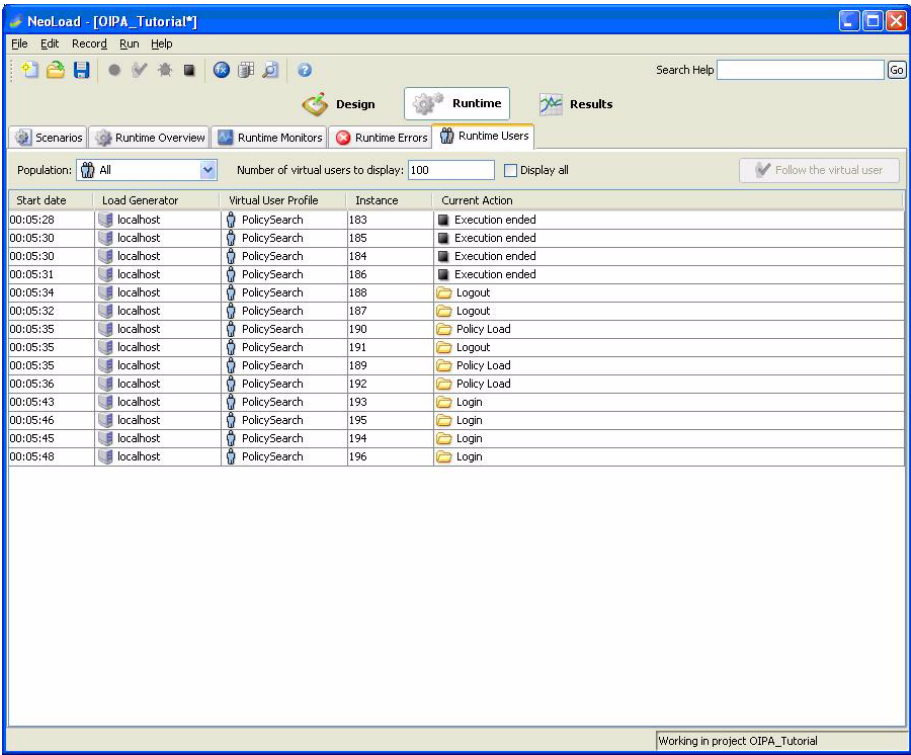 NeoLoad - [OIPA_Tutorial*]
File Edit Record Run Help
Search Help Go
Design Runtime Results
Scenarios Runtime Overview Runtime Monitors Runtime Errors Runtime Users
Population: All Number of virtual users to display: 100 Display all Follow the virtual user
Start date Load Generator Virtual User Profile Instance Current Action
00:05:28 localhost PolicySearch 183 Execution ended
00:05:30 localhost PolicySearch 185 Execution ended
00:05:30 localhost PolicySearch 184 Execution ended
00:05:31 localhost PolicySearch 186 Execution ended
00:05:34 localhost PolicySearch 188 Logout
00:05:32 localhost PolicySearch 187 Logout
00:05:35 localhost PolicySearch 190 Policy Load
00:05:35 localhost PolicySearch 191 Logout
00:05:35 localhost PolicySearch 189 Policy Load
00:05:36 localhost PolicySearch 192 Policy Load
00:05:43 localhost PolicySearch 193 Login
00:05:46 localhost PolicySearch 195 Login
00:05:45 localhost PolicySearch 194 Login
00:05:48 localhost PolicySearch 196 Login
Working in project OIPA_Tutorial